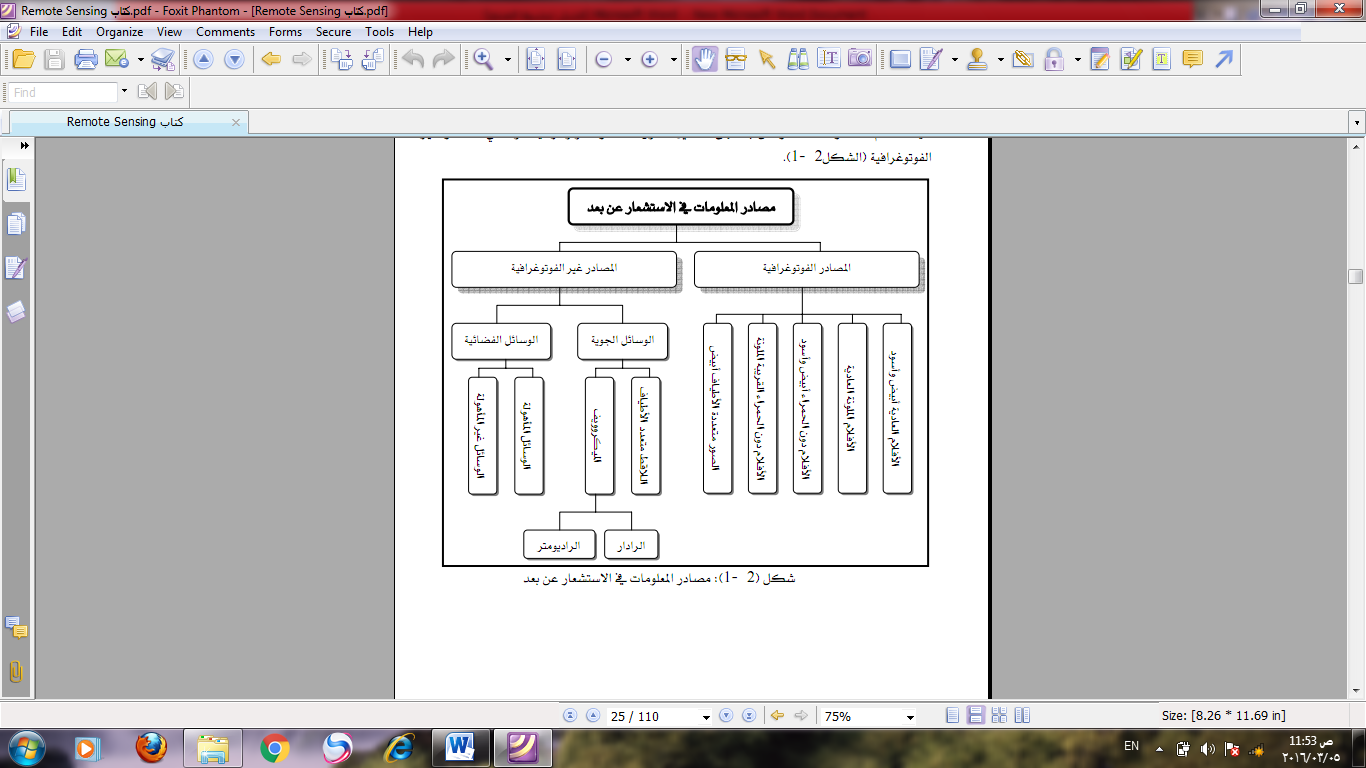 Remote Sensing كتاب.pdf - Foxit Phantom - [Remote Sensing كتاب.pdf]
File Edit Organize View Comments Forms Secure Tools Help
Find
Remote Sensing كتاب
الفوتوغرافية (الشكل2 -1).
مصادر المعلومات في الاستشعار عن بعد
المصادر الفوتوغرافية
المصادر غير الفوتوغرافية
الأفلام العادية أبيض وأسود
الأفلام الملونة العادية
الأفلام دون الحمراء أبيض وأسود
الأفلام دون الحمراء القريبة الملونة
الصور متعددة الأطياف أبيض
الوسائل الجوية
الوسائل الفضائية
اللاقط متعدد الأطياف
الميكروويف
الوسائل المأهولة
الوسائل غير المأهولة
الرادار
الراديومتر
شكل (2 -1): مصادر المعلومات في الاستشعار عن بعد
25 / 110
75%
Size: [8.26 * 11.69 in]
EN
11:53 ص
٢٠١٦/٠٣/٠٥